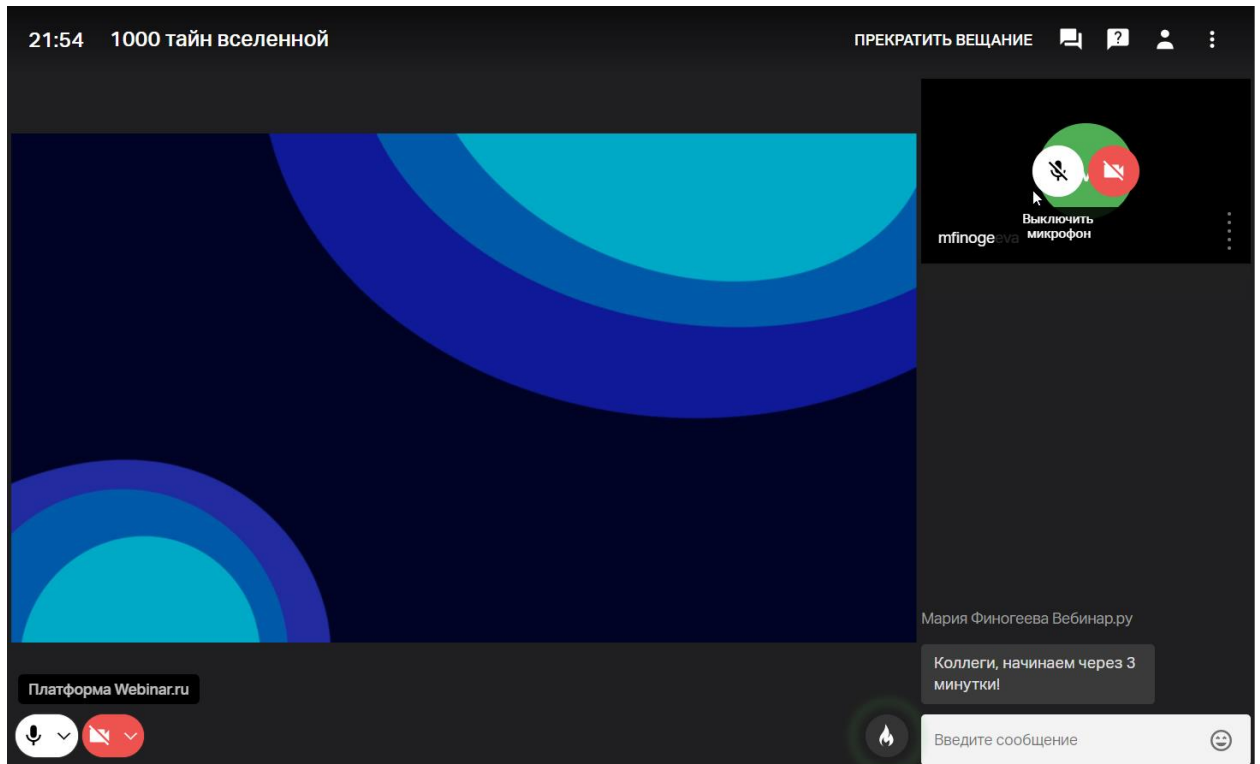 21:54 1000 тайн вселенной
ПРЕКРАТИТЬ ВЕЩАНИЕ
?
Выключить
микрофон
mfinogeeva
Мария Финогеева Вебинар.ру
Коллеги, начинаем через 3
минутки!
Платформа Webinar.ru
Введите сообщение